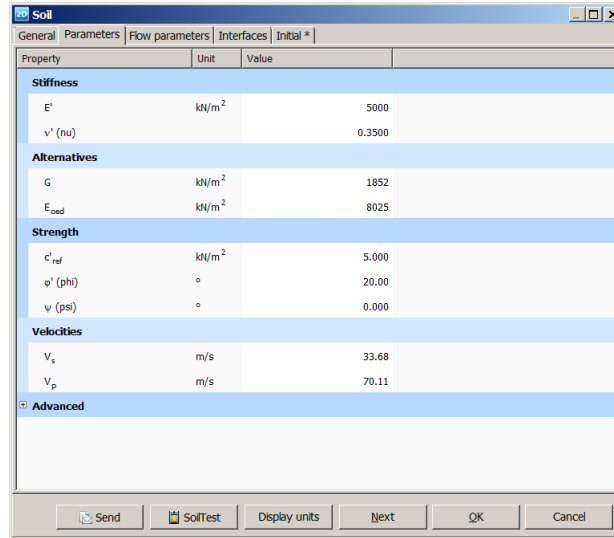 2D Soil
General Parameters Flow parameters Interfaces Initial *
Property Unit Value
Stiffness
E' kN/m² 5000
ν' (nu) 0.3500
Alternatives
G kN/m² 1852
Eoed kN/m² 8025
Strength
c'ref kN/m² 5.000
φ' (phi) ° 20.00
ψ (psi) ° 0.000
Velocities
Vs m/s 33.68
Vp m/s 70.11
Advanced
Send SoilTest Display units Next OK Cancel